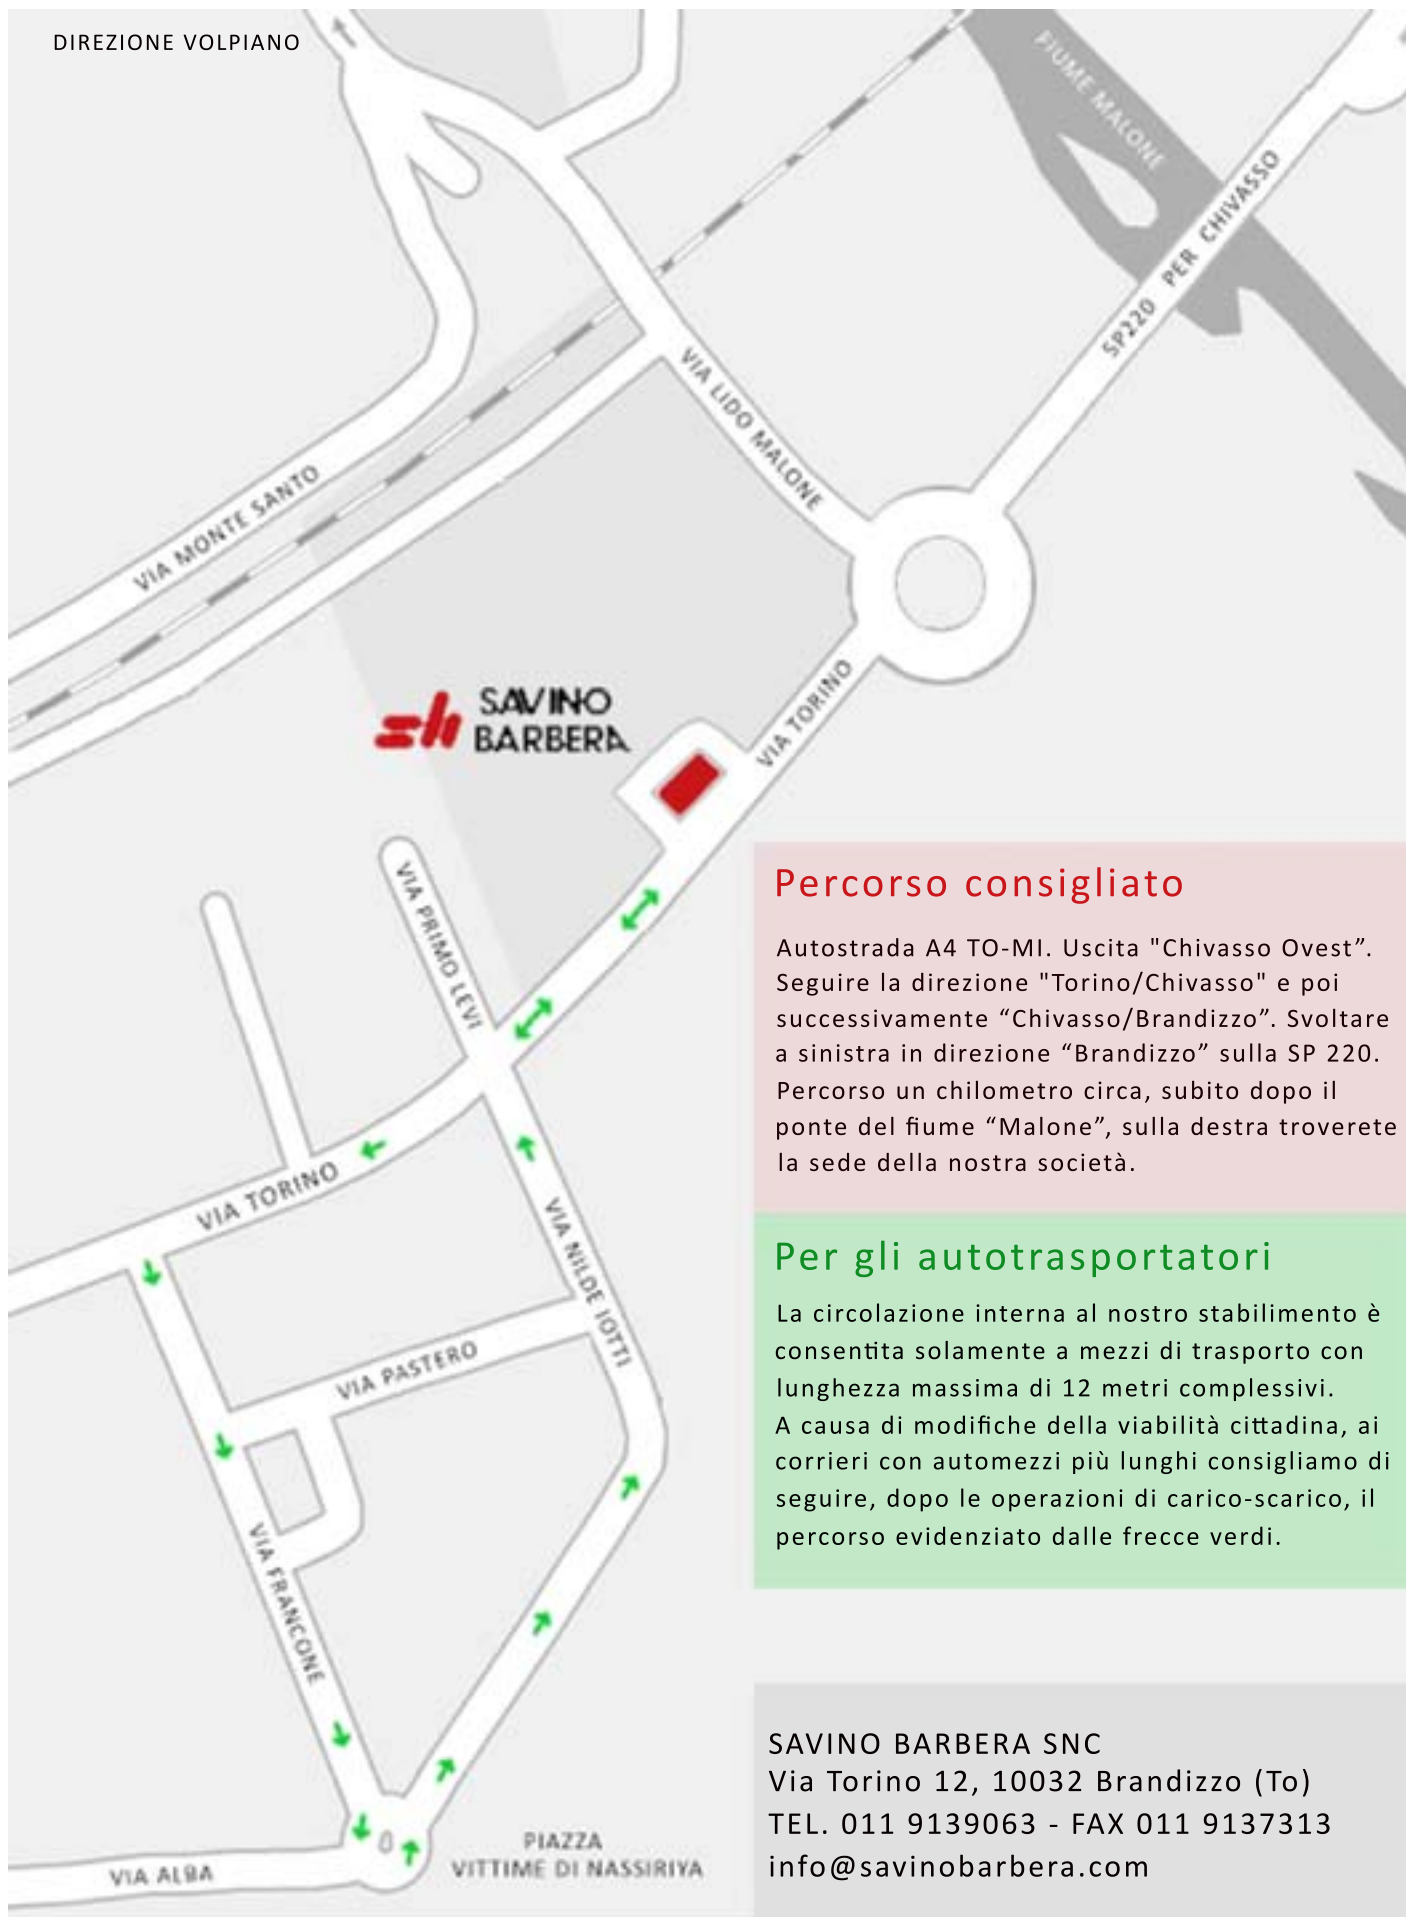 DIREZIONE VOLPIANO
FIUME MALONE
SP220 PER CHIVASSO
VIA LIDO MALONE
VIA MONTE SANTO
SAVINO
BARBERA
VIA TORINO
VIA PRIMO LEVI
VIA TORINO
VIA NILDE IOTTI
VIA PASTERO
VIA FRANCONE
PIAZZA
VITTIME DI NASSIRIYA
VIA ALBA
Percorso consigliato
Autostrada A4 TO-MI. Uscita "Chivasso Ovest”.
Seguire la direzione "Torino/Chivasso" e poi
successivamente “Chivasso/Brandizzo”. Svoltare
a sinistra in direzione “Brandizzo” sulla SP 220.
Percorso un chilometro circa, subito dopo il
ponte del fiume “Malone”, sulla destra troverete
la sede della nostra società.
Per gli autotrasportatori
La circolazione interna al nostro stabilimento è
consentita solamente a mezzi di trasporto con
lunghezza massima di 12 metri complessivi.
A causa di modifiche della viabilità cittadina, ai
corrieri con automezzi più lunghi consigliamo di
seguire, dopo le operazioni di carico-scarico, il
percorso evidenziato dalle frecce verdi.
SAVINO BARBERA SNC
Via Torino 12, 10032 Brandizzo (To)
TEL. 011 9139063 - FAX 011 9137313
info@savinobarbera.com